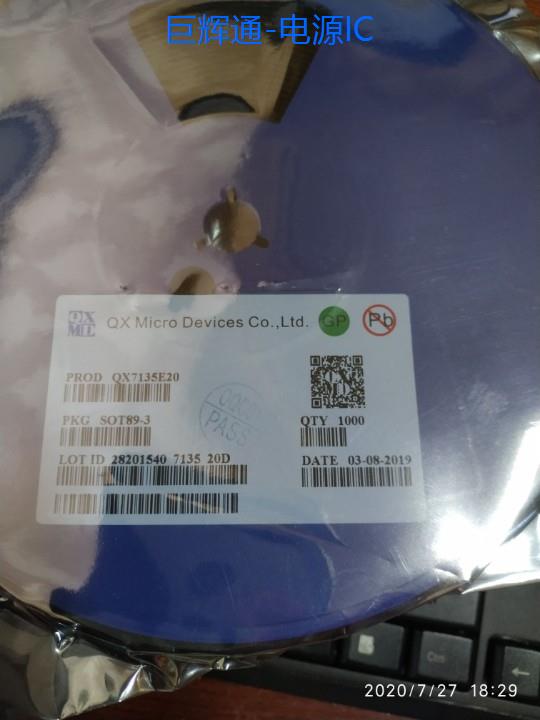 巨辉通-电源IC
QX Micro Devices Co.,Ltd. GP Pb
PROD QX7135E20
PKG SOT89-3
QTY 1000
PASS
LOT ID 28201540 7135 20D
DATE 03-08-2019
Ctrl
2020/7/27 18:29